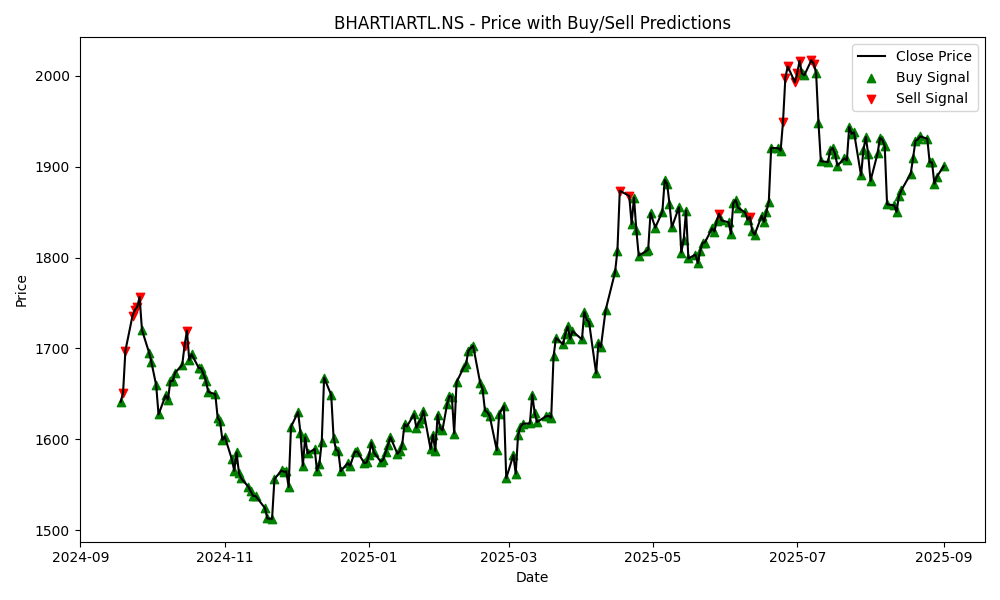 BHARTIARTL.NS - Price with Buy/Sell Predictions
Close Price
Buy Signal
Sell Signal
Price
2000
1900
1800
1700
1600
1500
2024-09 2024-11 2025-01 2025-03 2025-05 2025-07 2025-09
Date